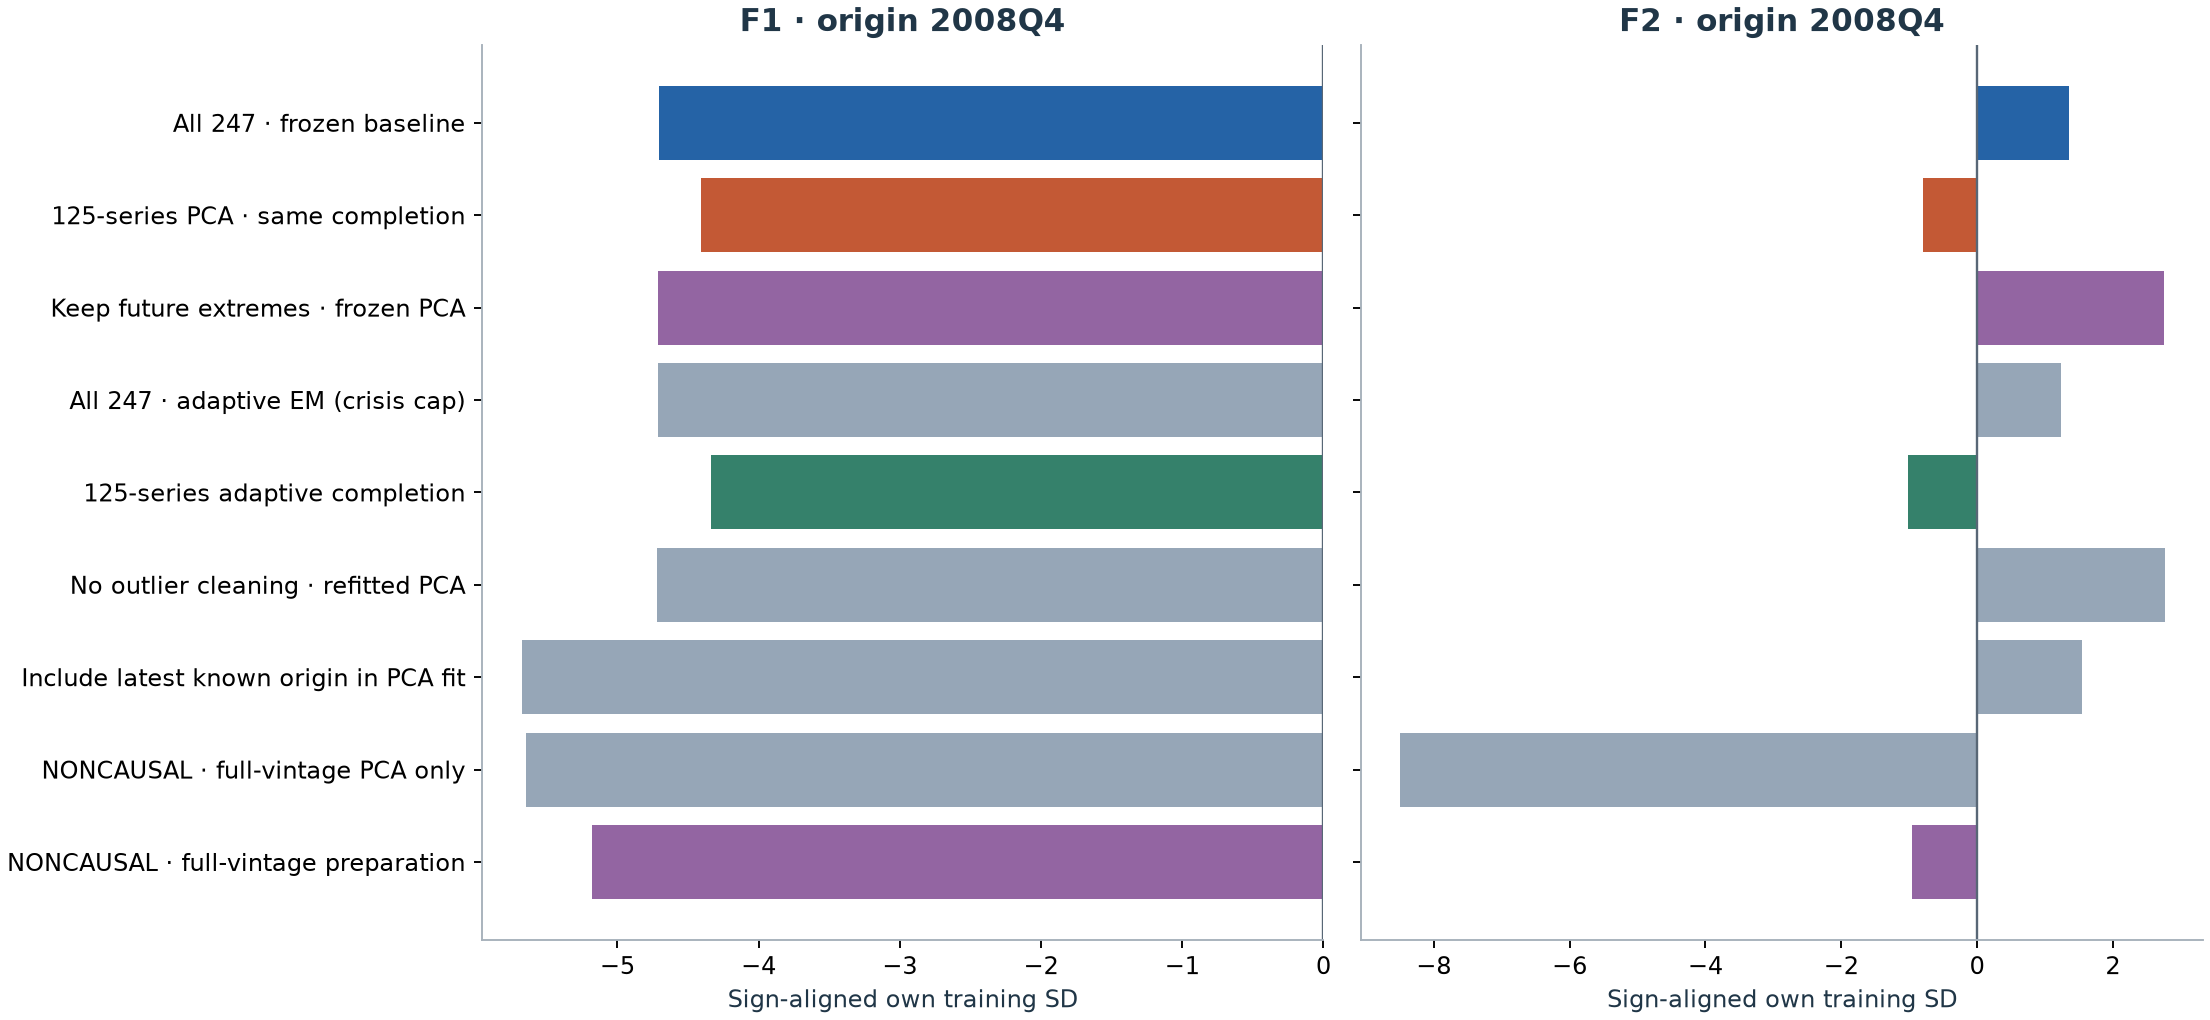 F1 · origin 2008Q4
F2 · origin 2008Q4
All 247 · frozen baseline
125-series PCA · same completion
Keep future extremes · frozen PCA
All 247 · adaptive EM (crisis cap)
125-series adaptive completion
No outlier cleaning · refitted PCA
Include latest known origin in PCA fit
NONCAUSAL · full-vintage PCA only
NONCAUSAL · full-vintage preparation
−5 −4 −3 −2 −1 0
−8 −6 −4 −2 0 2
Sign-aligned own training SD
Sign-aligned own training SD